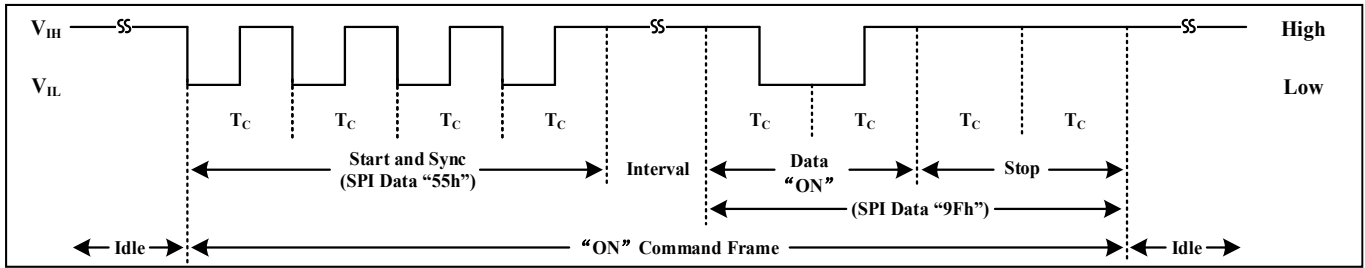 VIH High
VIL Low
TC TC TC TC TC TC TC TC
Start and Sync
(SPI Data “55h”)
Interval
Data
“ON”
Stop
(SPI Data “9Fh”)
Idle “ON” Command Frame Idle